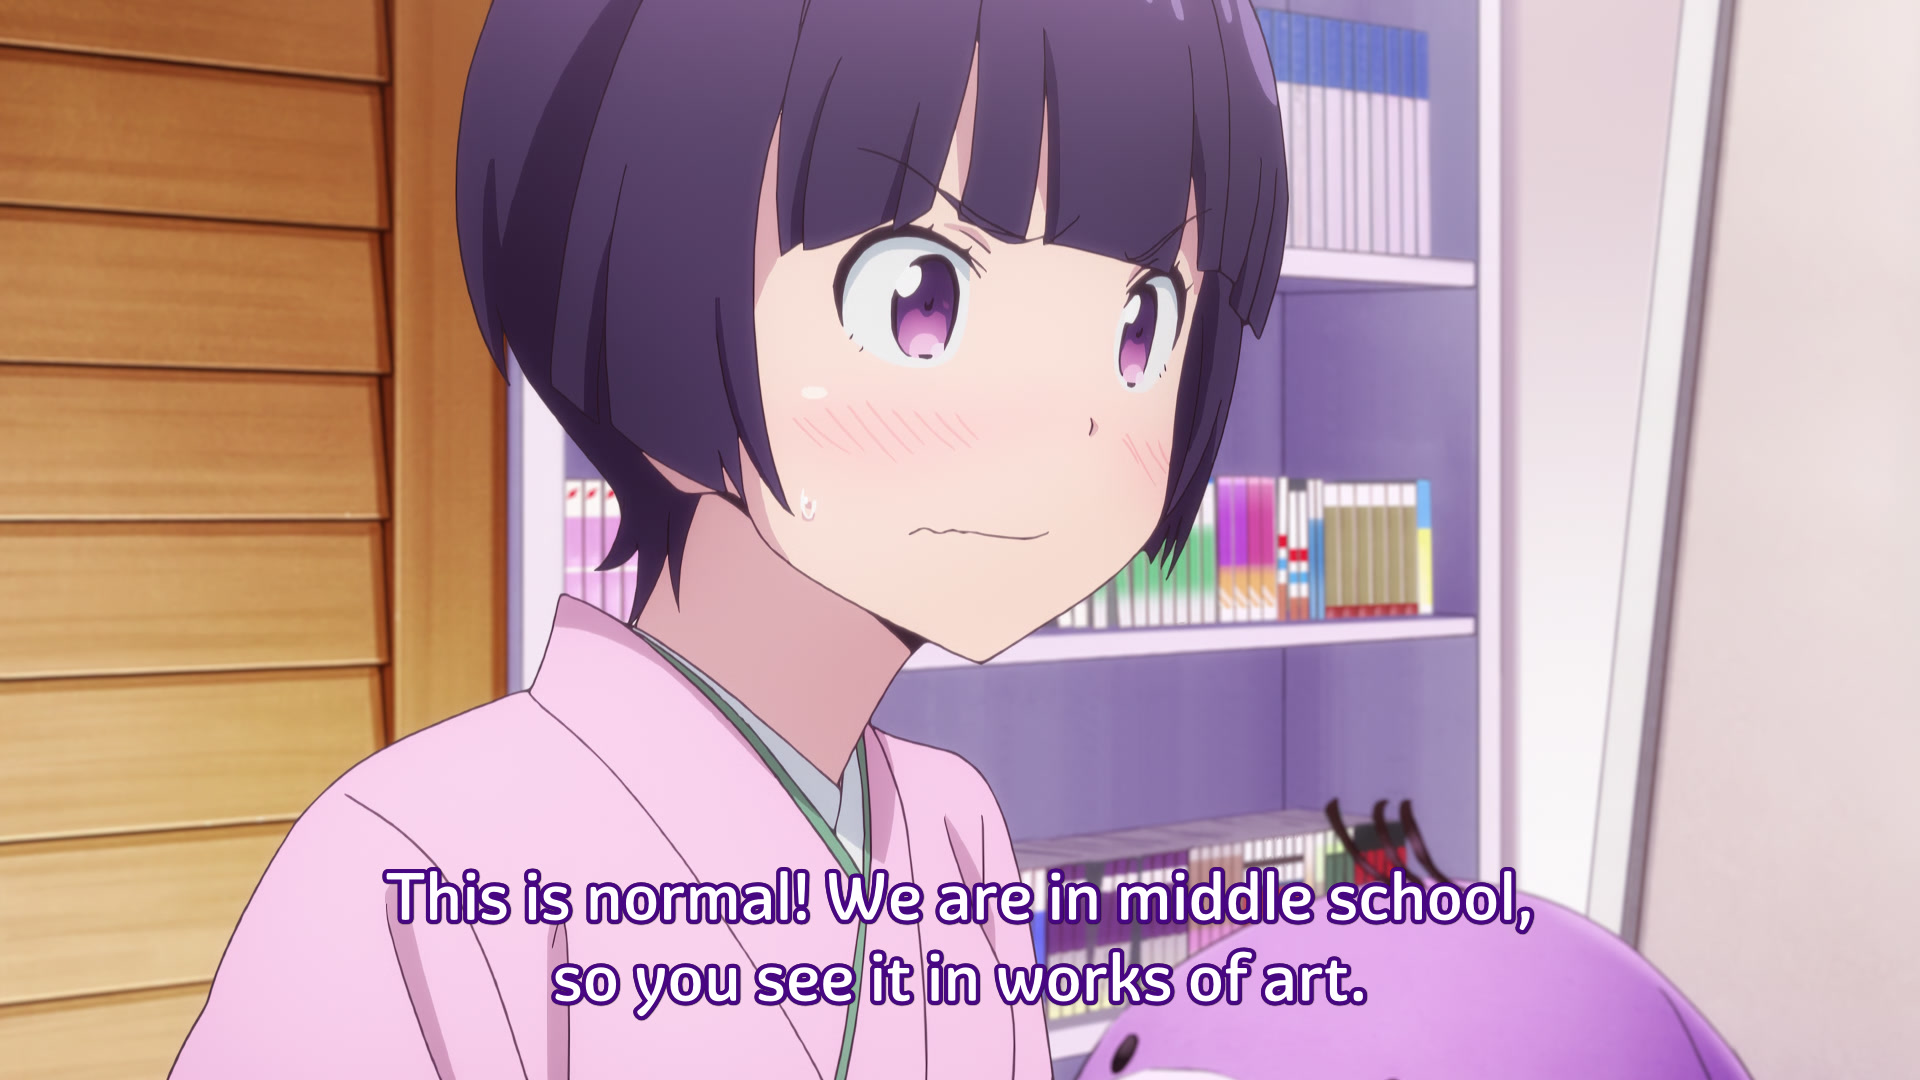 This is normal! We are in middle school,
so you see it in works of art.